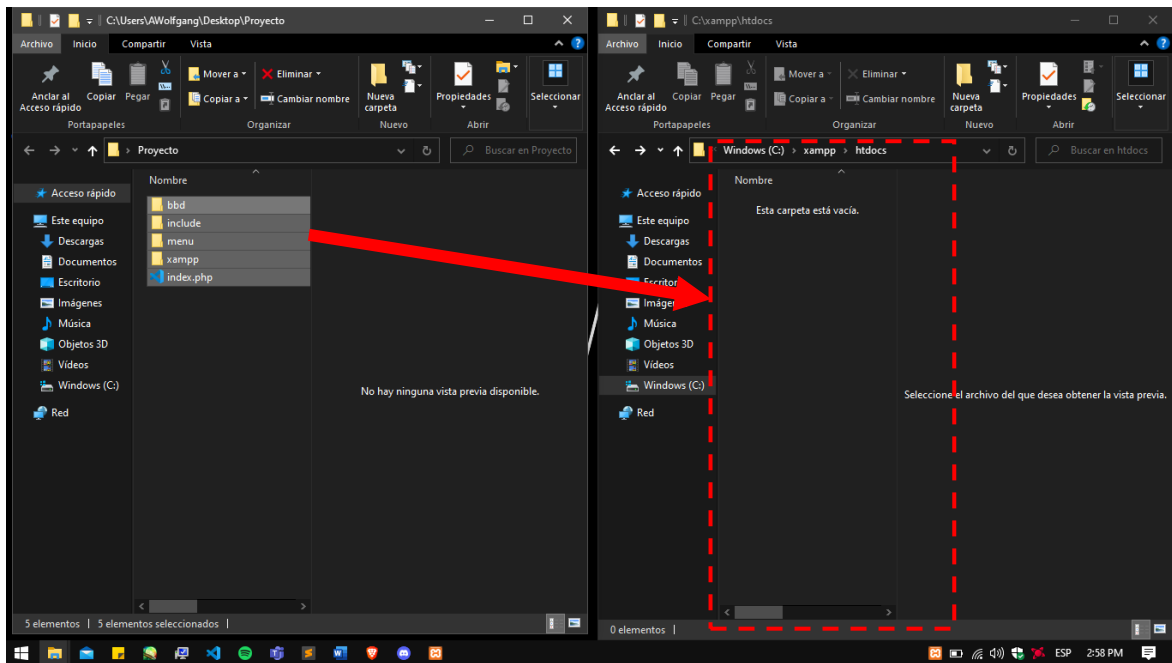 C:\Users\AWolfgang\Desktop\Proyecto
Archivo Inicio Compartir Vista
Anclar al Acceso rápido
Copiar
Pegar
Mover a
Copiar a
Eliminar
Cambiar nombre
Nueva carpeta
Propiedades
Seleccionar
Portapapeles Organizar Nuevo Abrir
Proyecto
Buscar en Proyecto
Nombre
Acceso rápido
Este equipo
Descargas
Documentos
Escritorio
Imágenes
Música
Objetos 3D
Vídeos
Windows (C:)
Red
bbd
include
menu
xampp
index.php
No hay ninguna vista previa disponible.
5 elementos | 5 elementos seleccionados |
C:\xampp\htdocs
Archivo Inicio Compartir Vista
Anclar al Acceso rápido
Copiar
Pegar
Mover a
Copiar a
Eliminar
Cambiar nombre
Nueva carpeta
Propiedades
Seleccionar
Portapapeles Organizar Nuevo Abrir
Windows (C:) > xampp > htdocs
Buscar en htdocs
Nombre
Esta carpeta está vacía.
Acceso rápido
Este equipo
Descargas
Documentos
Música
Objetos 3D
Vídeos
Windows (C:)
Red
Seleccione el archivo del que desea obtener la vista previa.
0 elementos |
ESP 2:58 PM